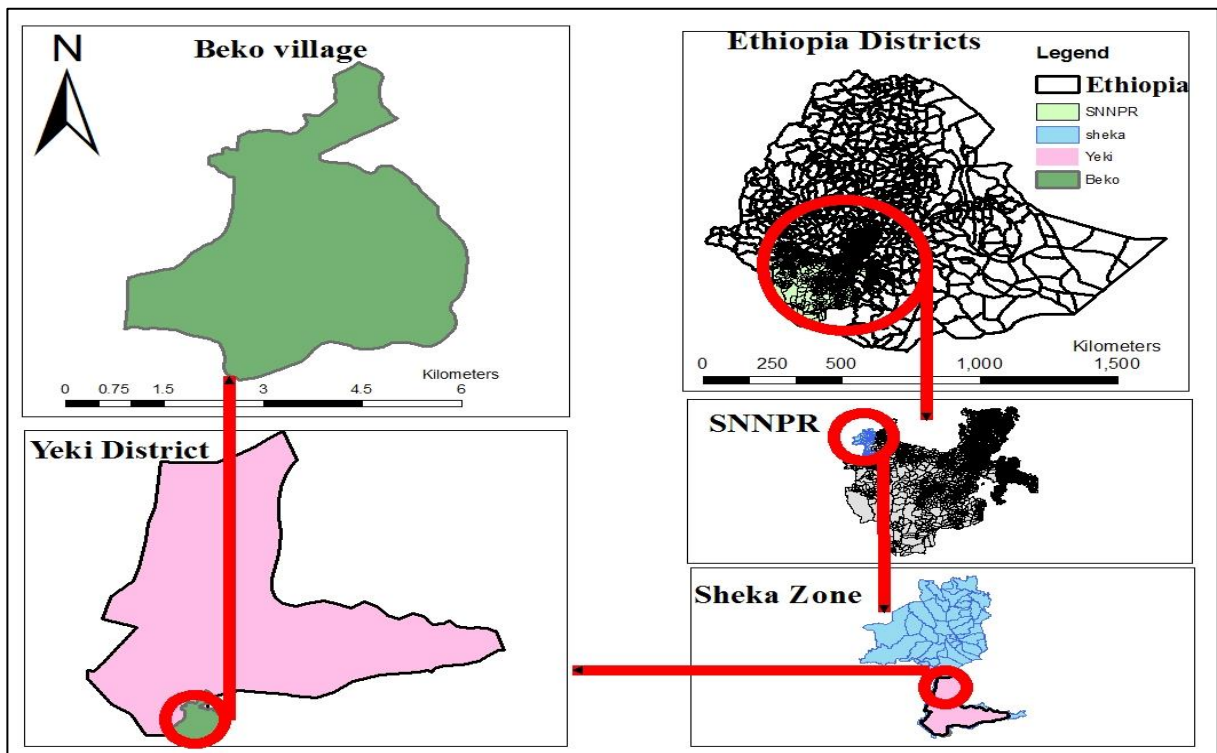 Beko village
N
Kilometers
0 0.75 1.5 3 4.5 6
Ethiopia Districts
Legend
Ethiopia
SNNPR
sheka
Yeki
Beko
Kilometers
0 250 500 1,000 1,500
Yeki District
SNNPR
Sheka Zone